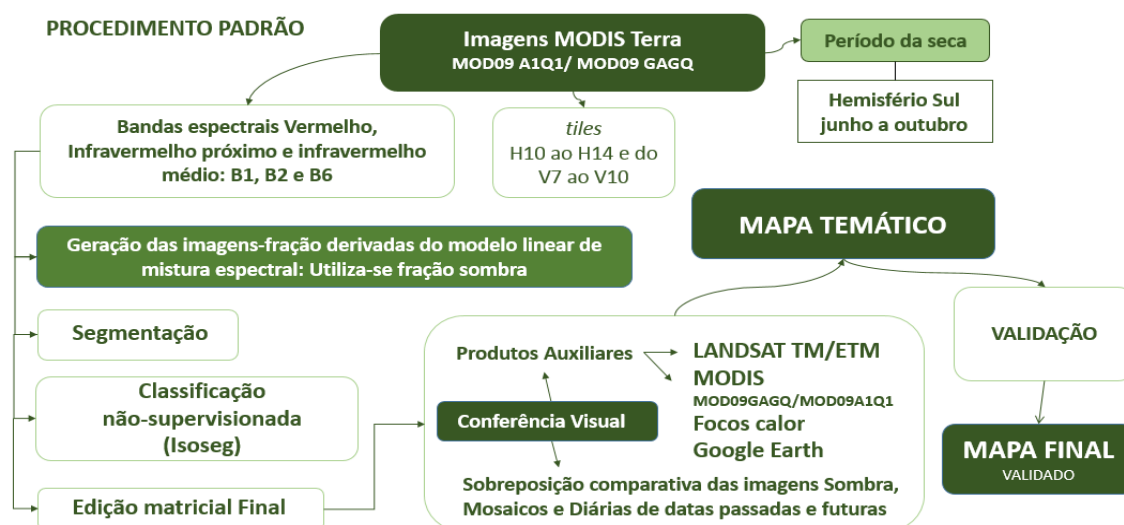 PROCEDIMENTO PADRÃO
Imagens MODIS Terra
MOD09 A1Q1/ MOD09 GAGQ
Período da seca
Hemisfério Sul
junho a outubro
Bandas espectrais Vermelho,
Infravermelho próximo e infravermelho
médio: B1, B2 e B6
tiles
H10 ao H14 e do
V7 ao V10
MAPA TEMÁTICO
Geração das imagens-fração derivadas do modelo linear de
mistura espectral: Utiliza-se fração sombra
Segmentação
Classificação
não-supervisionada
(Isoseg)
Edição matricial Final
Produtos Auxiliares
LANDSAT TM/ETM
MODIS
MOD09GAGQ/MOD09A1Q1
Focos calor
Google Earth
Conferência Visual
Sobreposição comparativa das imagens Sombra,
Mosaicos e Diárias de datas passadas e futuras
VALIDAÇÃO
MAPA FINAL
VALIDADO